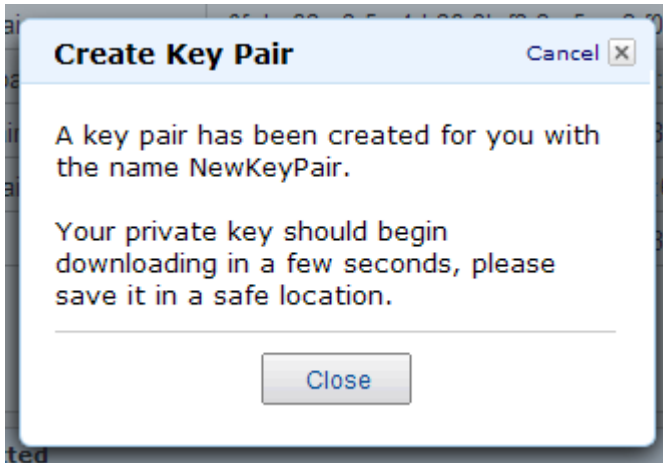 Create Key Pair
Cancel
A key pair has been created for you with
the name NewKeyPair.
Your private key should begin
downloading in a few seconds, please
save it in a safe location.
Close